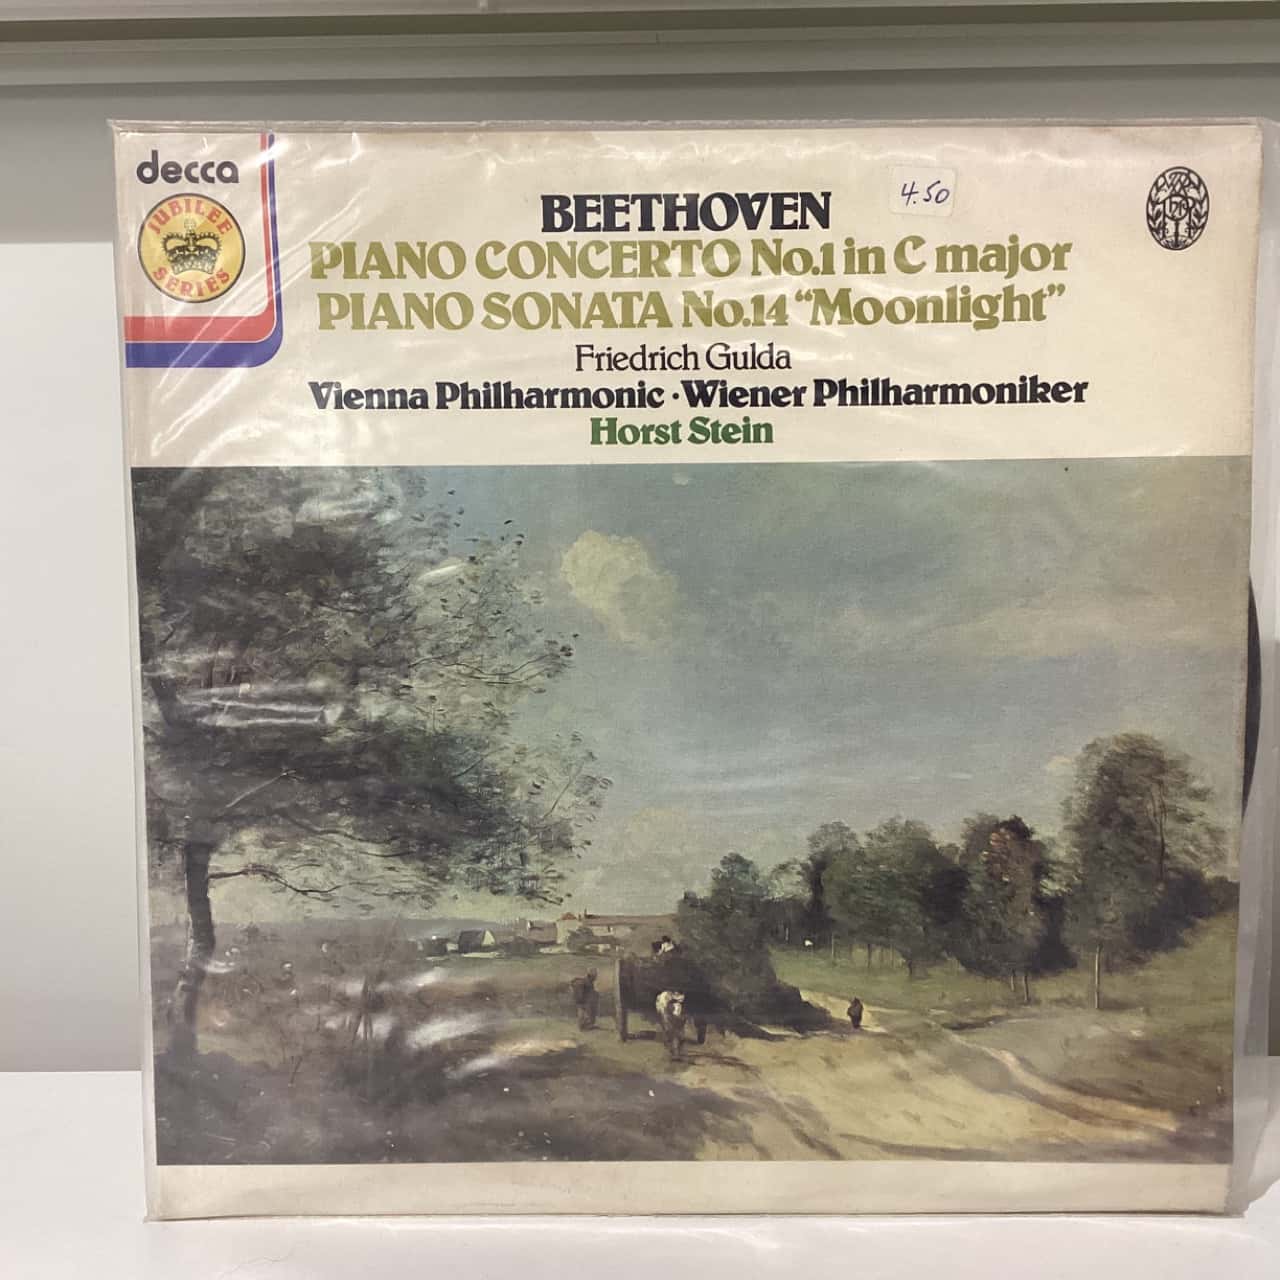 decca
JUBILEE
SERIES
4.50
BEETHOVEN
PIANO CONCERTO No.1 in C major
PIANO SONATA No.14 “Moonlight”
Friedrich Gulda
Vienna Philharmonic · Wiener Philharmoniker
Horst Stein